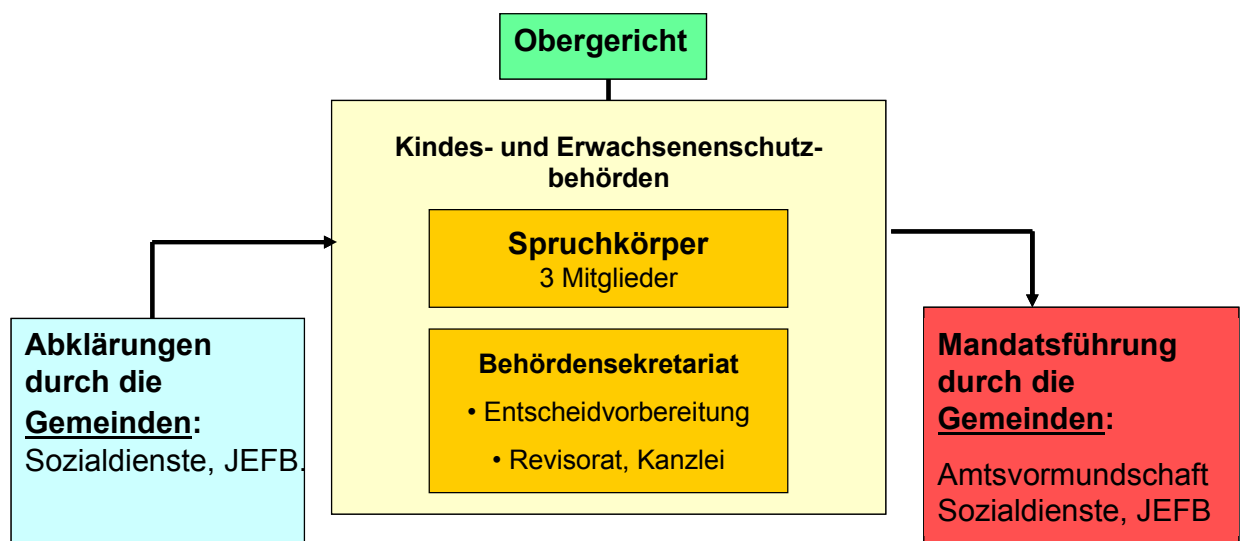 Obergericht
Kindes- und Erwachsenenschutz-
behörden
Spruchkörper
3 Mitglieder
Behördensekretariat
• Entscheidvorbereitung
• Revisorat, Kanzlei
Abklärungen
durch die
Gemeinden:
Sozialdienste, JEFB.
Mandatsführung
durch die
Gemeinden:
Amtsvormundschaft
Sozialdienste, JEFB